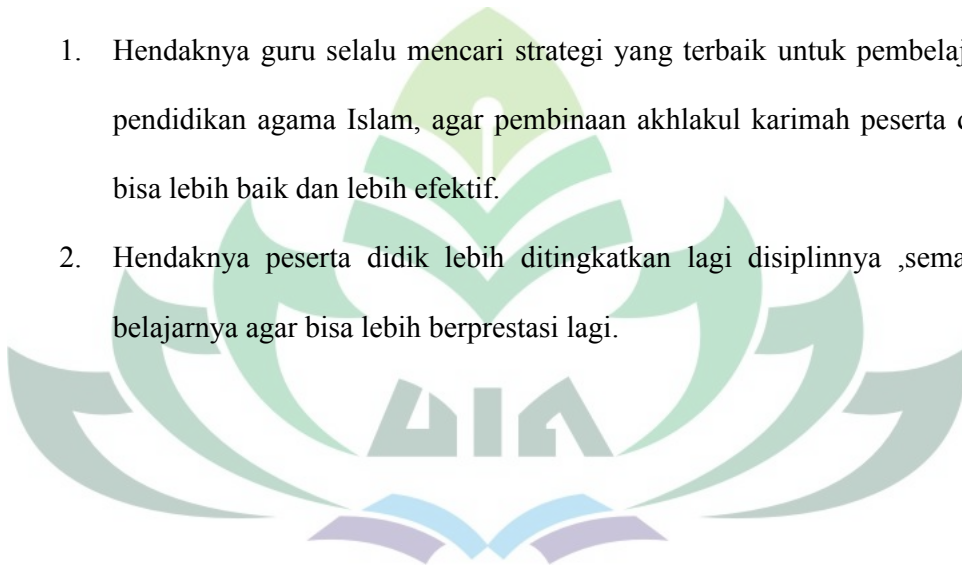 1. Hendaknya guru selalu mencari strategi yang terbaik untuk pembelaj
pendidikan agama Islam, agar pembinaan akhlakul karimah peserta d
bisa lebih baik dan lebih efektif.
2. Hendaknya peserta didik lebih ditingkatkan lagi disiplinnya ,sema
belajarnya agar bisa lebih berprestasi lagi.
UIN